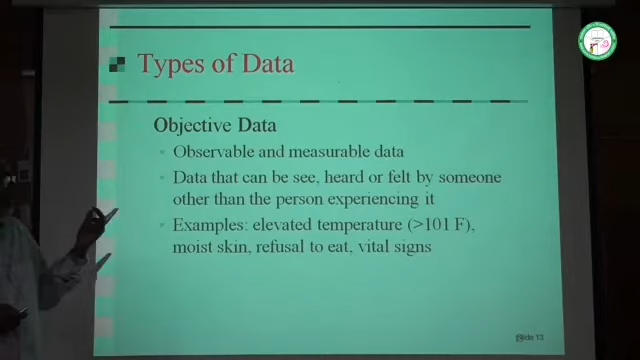 Types of Data
Objective Data
Observable and measurable data
Data that can be see, heard or felt by someone
other than the person experiencing it
Examples: elevated temperature (>101 F),
moist skin, refusal to eat, vital signs
Slide 13